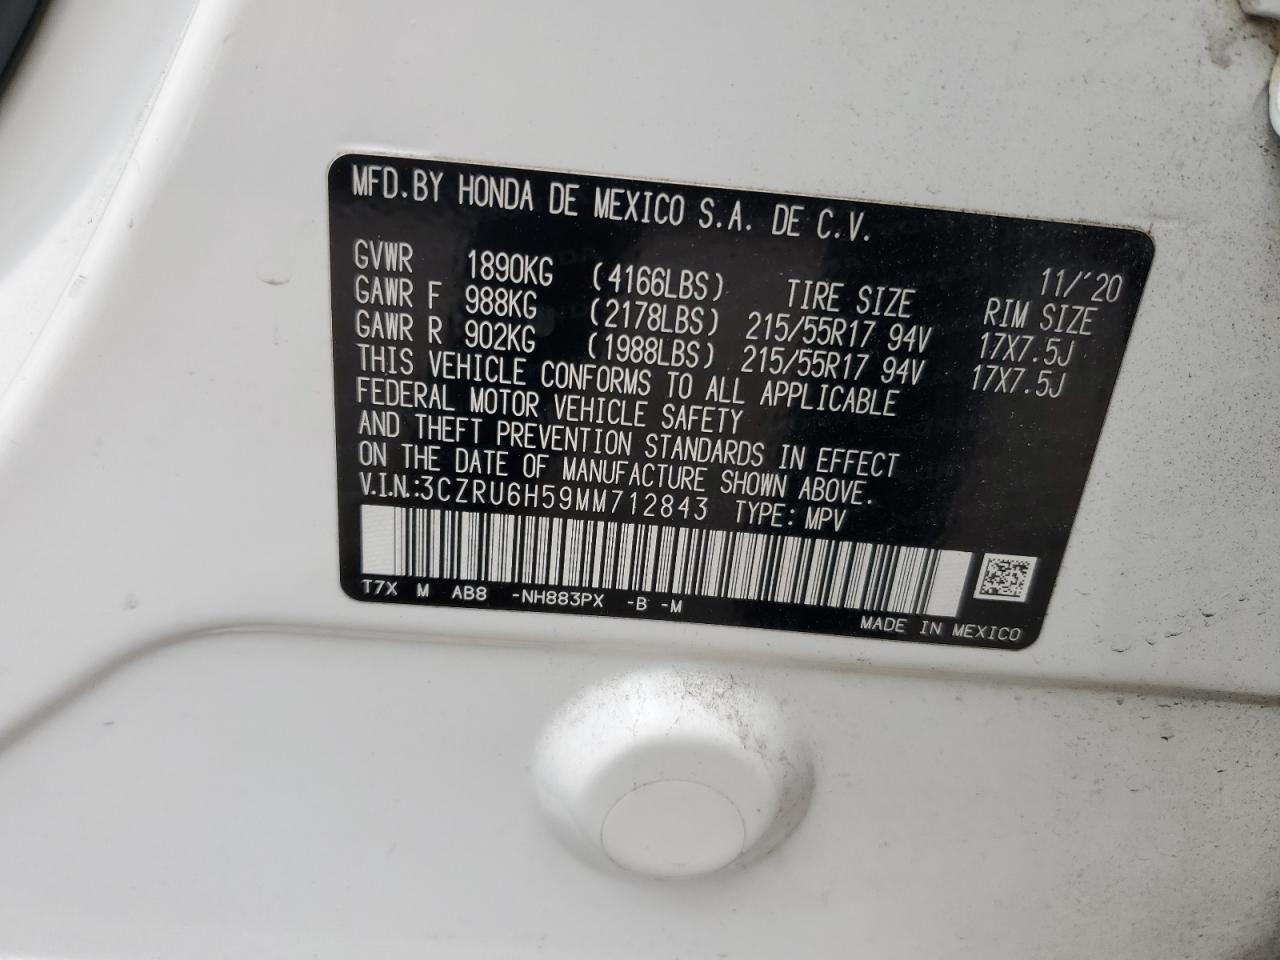 MFD.BY HONDA DE MEXICO S.A. DE C.V.
11/'20
GVWR 1890KG (4166LBS) TIRE SIZE RIM SIZE
GAWR F 988KG (2178LBS) 215/55R17 94V 17X7.5J
GAWR R 902KG (1988LBS) 215/55R17 94V 17X7.5J
THIS VEHICLE CONFORMS TO ALL APPLICABLE
FEDERAL MOTOR VEHICLE SAFETY
AND THEFT PREVENTION STANDARDS IN EFFECT
ON THE DATE OF MANUFACTURE SHOWN ABOVE.
V.I.N.:3CZRU6H59MM712843 TYPE: MPV
T7X M AB8 -NH883PX -B -M
MADE IN MEXICO